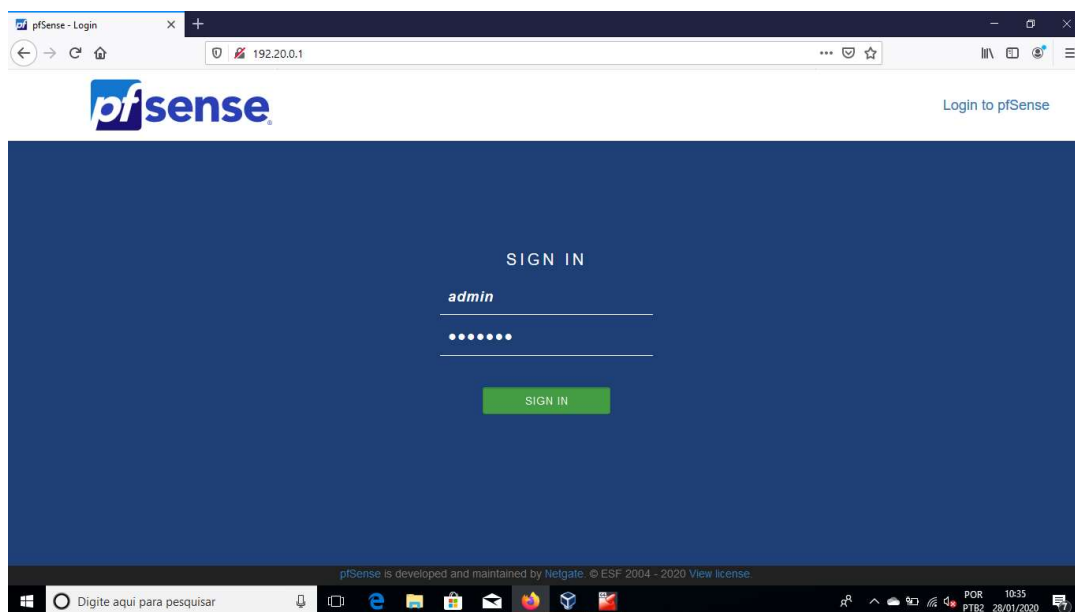 pfSense - Login
192.20.0.1
pfsense
Login to pfSense
SIGN IN
admin
SIGN IN
pfSense is developed and maintained by Netgate. © ESF 2004 - 2020 View license.
Digite aqui para pesquisar
POR 10:35
PTB2 28/01/2020